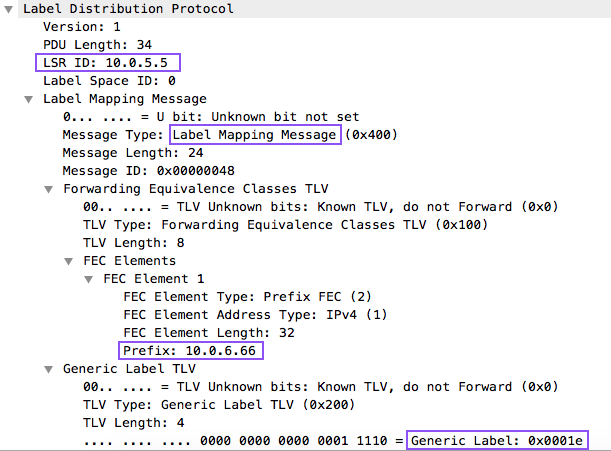 Label Distribution Protocol
Version: 1
PDU Length: 34
LSR ID: 10.0.5.5
Label Space ID: 0
Label Mapping Message
0... .... = U bit: Unknown bit not set
Message Type: Label Mapping Message (0x400)
Message Length: 24
Message ID: 0x00000048
Forwarding Equivalence Classes TLV
00.. .... = TLV Unknown bits: Known TLV, do not Forward (0x0)
TLV Type: Forwarding Equivalence Classes TLV (0x100)
TLV Length: 8
FEC Elements
FEC Element 1
FEC Element Type: Prefix FEC (2)
FEC Element Address Type: IPv4 (1)
FEC Element Length: 32
Prefix: 10.0.6.66
Generic Label TLV
00.. .... = TLV Unknown bits: Known TLV, do not Forward (0x0)
TLV Type: Generic Label TLV (0x200)
TLV Length: 4
.... .... .... 0000 0000 0000 0001 1110 = Generic Label: 0x0001e